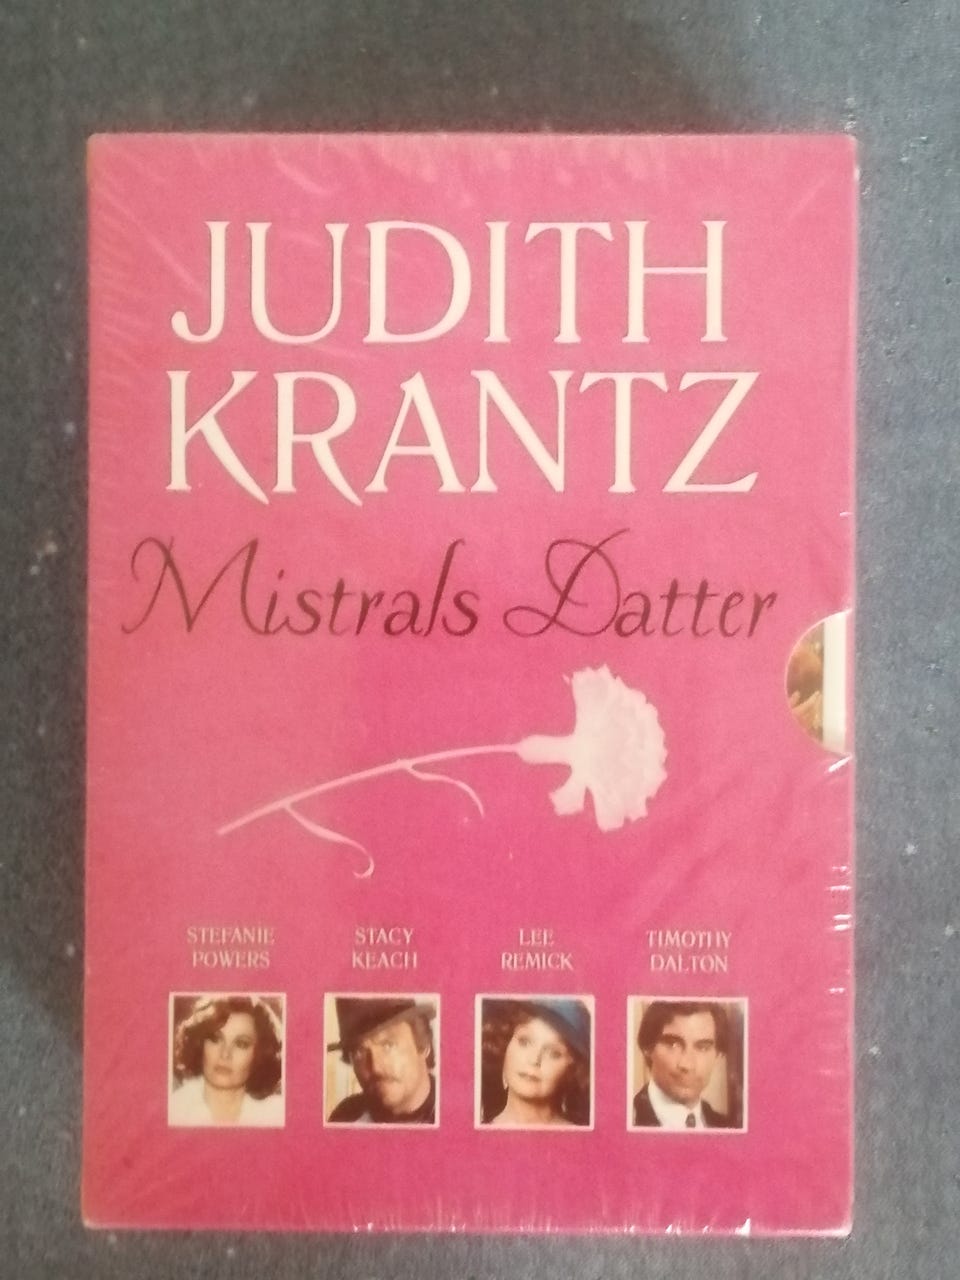 JUDITH
KRANTZ
Mistrals Datter
STEFANIE
POWERS
STACY
KEACH
LEE
REMICK
TIMOTHY
DALTON